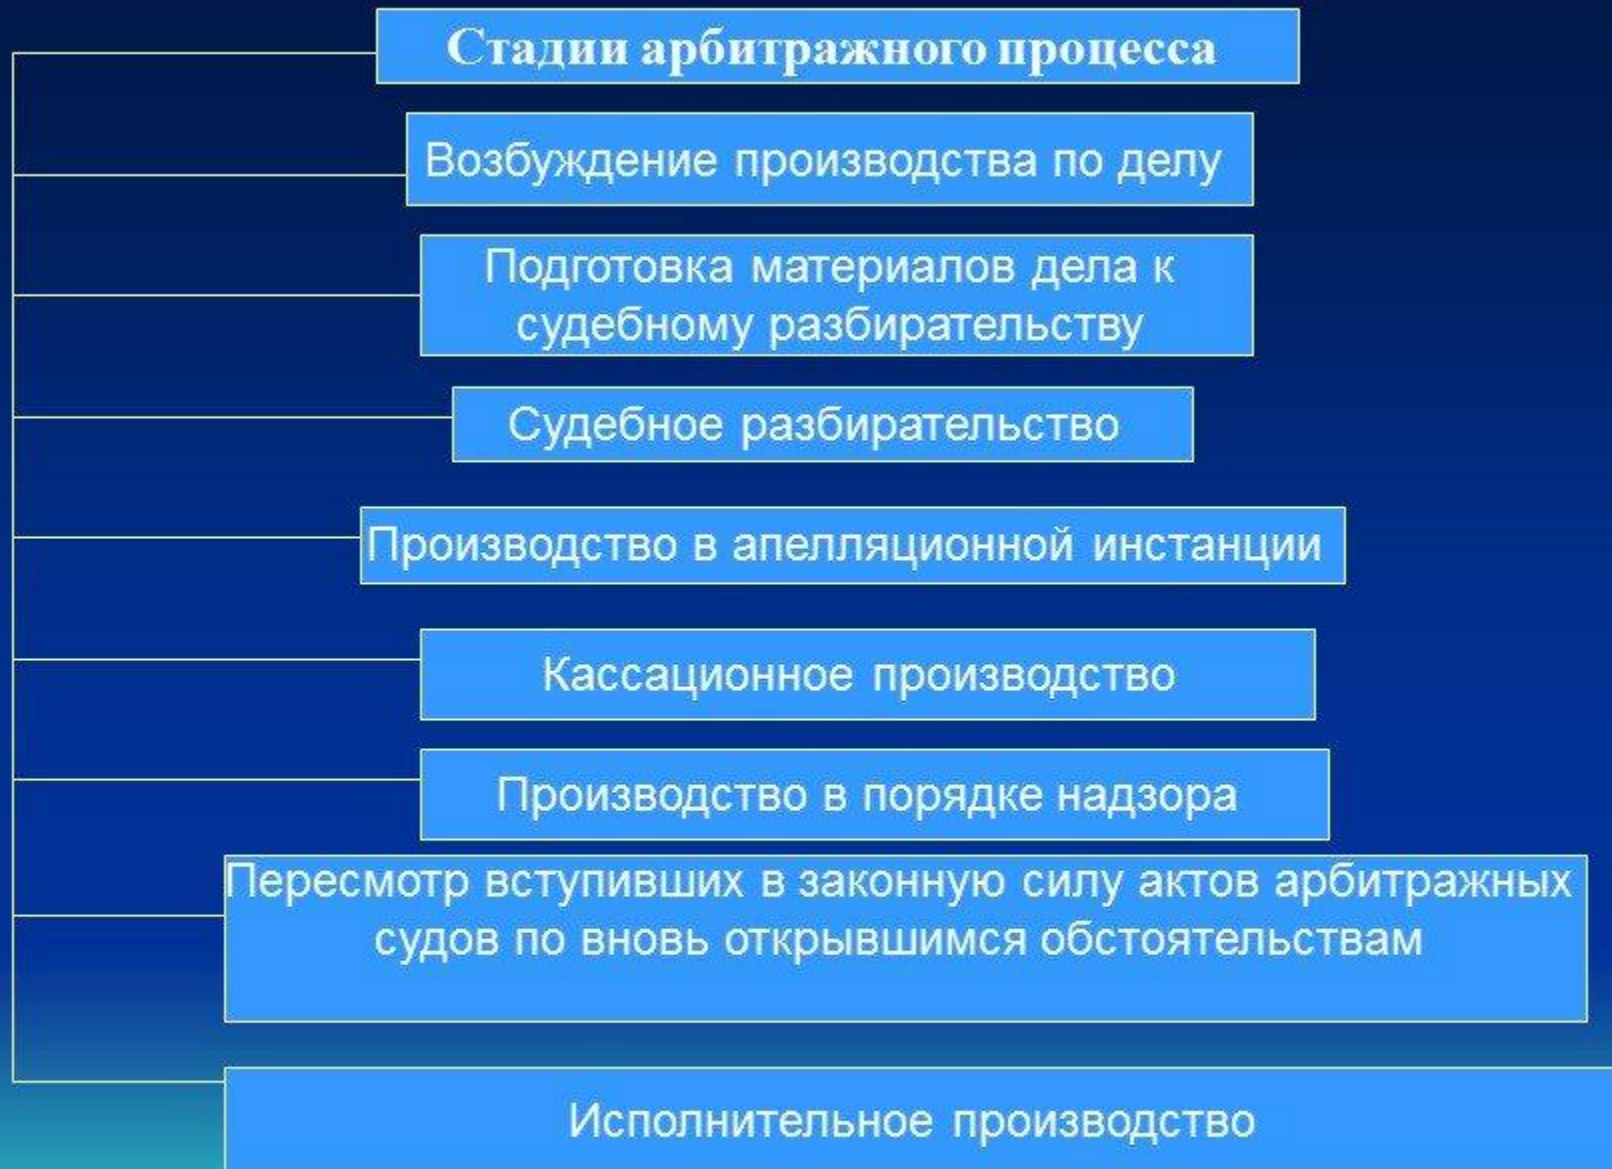 Стадии арбитражного процесса
Возбуждение производства по делу
Подготовка материалов дела к
судебному разбирательству
Судебное разбирательство
Производство в апелляционной инстанции
Кассационное производство
Производство в порядке надзора
Пересмотр вступивших в законную силу актов арбитражных
судов по вновь открывшимся обстоятельствам
Исполнительное производство